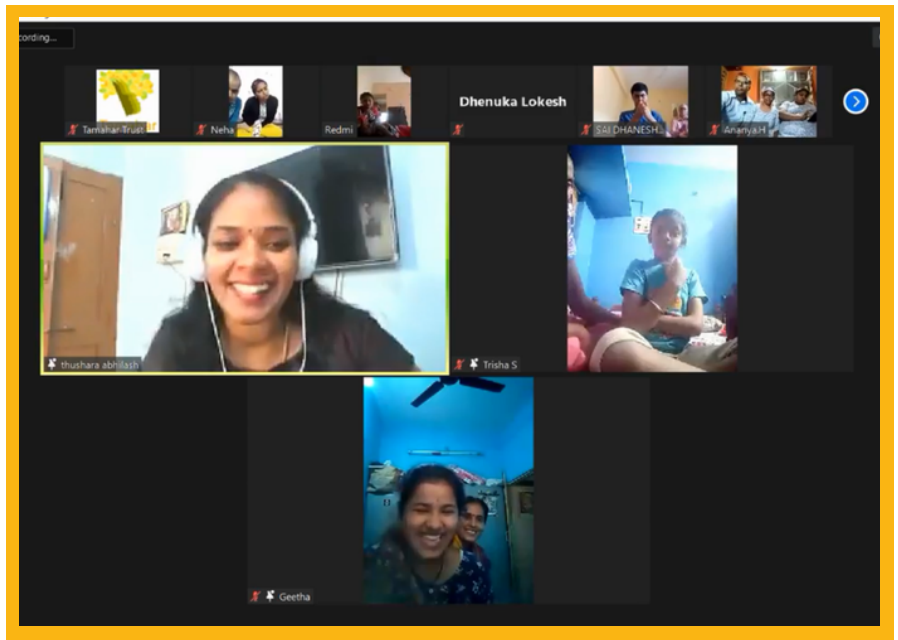 cording...
Tamahar Trust
Neha
Redmi
Dhenuka Lokesh
SAI DHANESH...
Ananya.H
thushara abhilash
Trisha S
Geetha